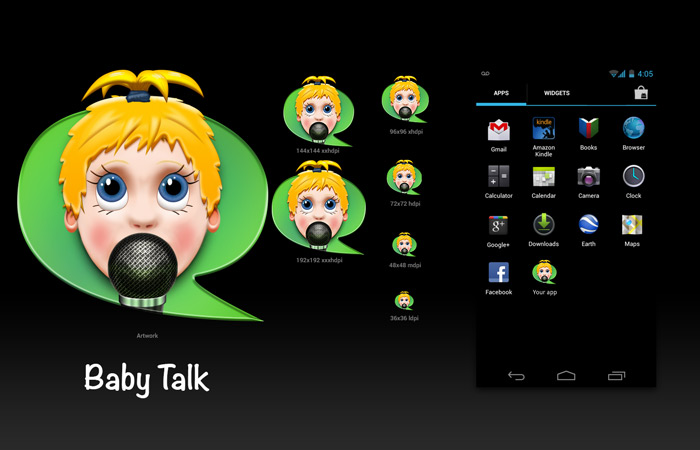 144x144 xxhdpi
96x96 xhdpi
192x192 xxxhdpi
72x72 hdpi
48x48 mdpi
36x36 ldpi
Artwork
Baby Talk
4:05
APPS WIDGETS
Gmail
kindle
Amazon Kindle
Books
Browser
Calculator
Calendar
Camera
Clock
g+
Google+
Downloads
Earth
Maps
f
Facebook
Your app